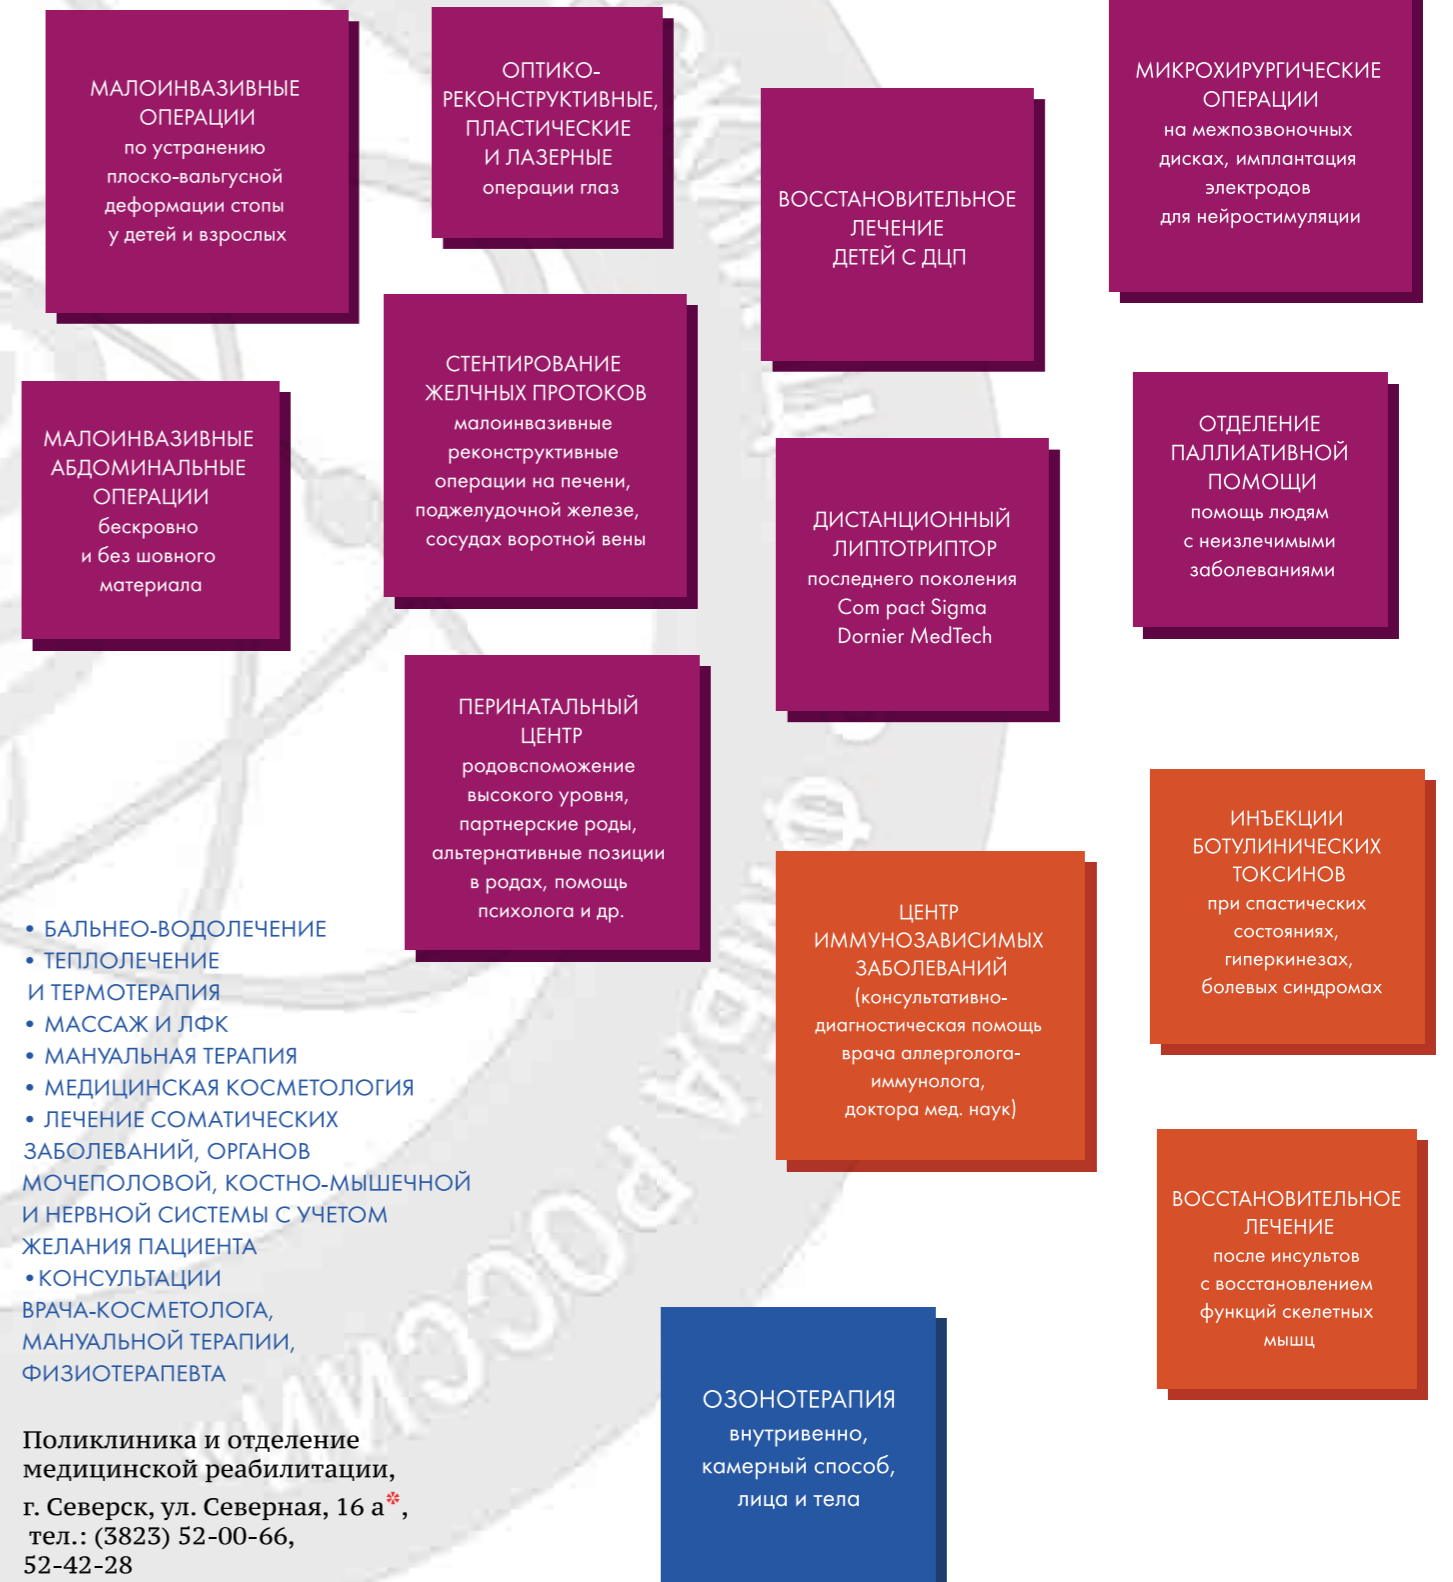 МАЛОИНВАЗИВНЫЕ
ОПЕРАЦИИ
по устранению
плоско-вальгусной
деформации стопы
у детей и взрослых
ОПТИКО-
РЕКОНСТРУКТИВНЫЕ,
ПЛАСТИЧЕСКИЕ
И ЛАЗЕРНЫЕ
операции глаз
ВОССТАНОВИТЕЛЬНОЕ
ЛЕЧЕНИЕ
ДЕТЕЙ С ДЦП
МИКРОХИРУРГИЧЕСКИЕ
ОПЕРАЦИИ
на межпозвоночных
дисках, имплантация
электродов
для нейростимуляции
МАЛОИНВАЗИВНЫЕ
АБДОМИНАЛЬНЫЕ
ОПЕРАЦИИ
бескровно
и без шовного
материала
СТЕНТИРОВАНИЕ
ЖЕЛЧНЫХ ПРОТОКОВ
малоинвазивные
реконструктивные
операции на печени,
поджелудочной железе,
сосудах воротной вены
ДИСТАНЦИОННЫЙ
ЛИПТОТРИПТОР
последнего поколения
Com pact Sigma
Dornier MedTech
ОТДЕЛЕНИЕ
ПАЛЛИАТИВНОЙ
ПОМОЩИ
помощь людям
с неизлечимыми
заболеваниями
ПЕРИНАТАЛЬНЫЙ
ЦЕНТР
родовспоможение
высокого уровня,
партнерские роды,
альтернативные позиции
в родах, помощь
психолога и др.
ЦЕНТР
ИММУНОЗАВИСИМЫХ
ЗАБОЛЕВАНИЙ
(консультативно-
диагностическая помощь
врача аллерголога-
иммунолога,
доктора мед. наук)
ИНЪЕКЦИИ
БОТУЛИНИЧЕСКИХ
ТОКСИНОВ
при спастических
состояниях,
гиперкинезах,
болевых синдромах
ВОССТАНОВИТЕЛЬНОЕ
ЛЕЧЕНИЕ
после инсультов
с восстановлением
функций скелетных
мышц
• БАЛЬНЕО-ВОДОЛЕЧЕНИЕ
• ТЕПЛОЛЕЧЕНИЕ
И ТЕРМОТЕРАПИЯ
• МАССАЖ И ЛФК
• МАНУАЛЬНАЯ ТЕРАПИЯ
• МЕДИЦИНСКАЯ КОСМЕТОЛОГИЯ
• ЛЕЧЕНИЕ СОМАТИЧЕСКИХ
ЗАБОЛЕВАНИЙ, ОРГАНОВ
МОЧЕПОЛОВОЙ, КОСТНО-МЫШЕЧНОЙ
И НЕРВНОЙ СИСТЕМЫ С УЧЕТОМ
ЖЕЛАНИЯ ПАЦИЕНТА
•КОНСУЛЬТАЦИИ
ВРАЧА-КОСМЕТОЛОГА,
МАНУАЛЬНОЙ ТЕРАПИИ,
ФИЗИОТЕРАПЕВТА
ОЗОНОТЕРАПИЯ
внутривенно,
камерный способ,
лица и тела
Поликлиника и отделение
медицинской реабилитации,
г. Северск, ул. Северная, 16 а*,
тел.: (3823) 52-00-66,
52-42-28
РОССИИ